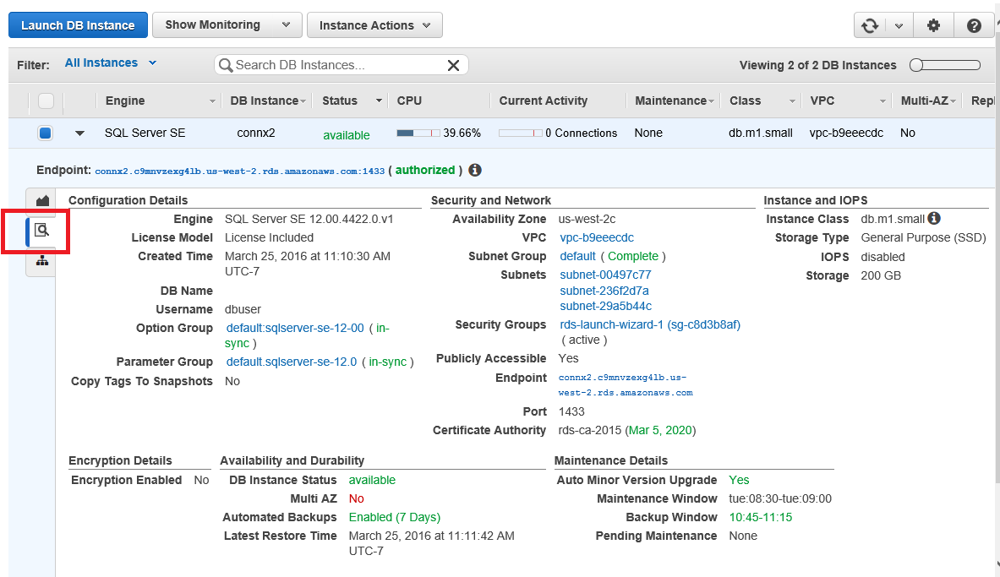 Launch DB Instance Show Monitoring Instance Actions
Filter: All Instances Search DB Instances... Viewing 2 of 2 DB Instances
Engine DB Instance Status CPU Current Activity Maintenance Class VPC Multi-AZ Repl
SQL Server SE connx2 available 39.66% 0 Connections None db.m1.small vpc-b9eeecdc No
Endpoint: connx2.c9mnvzexg4lb.us-west-2.rds.amazonaws.com:1433 ( authorized )
Configuration Details
Engine SQL Server SE 12.00.4422.0.v1
License Model License Included
Created Time March 25, 2016 at 11:10:30 AM
UTC-7
DB Name
Username dbuser
Option Group default:sqlserver-se-12-00 ( in-
sync )
Parameter Group default.sqlserver-se-12.0 ( in-sync )
Copy Tags To Snapshots No
Security and Network
Availability Zone us-west-2c
VPC vpc-b9eeecdc
Subnet Group default ( Complete )
Subnets subnet-00497c77
subnet-236f2d7a
subnet-29a5b44c
Security Groups rds-launch-wizard-1 (sg-c8d3b8af)
( active )
Publicly Accessible Yes
Endpoint connx2.c9mnvzexg4lb.us-
west-2.rds.amazonaws.com
Port 1433
Certificate Authority rds-ca-2015 (Mar 5, 2020)
Instance and IOPS
Instance Class db.m1.small
Storage Type General Purpose (SSD)
IOPS disabled
Storage 200 GB
Encryption Details
Encryption Enabled No
Availability and Durability
DB Instance Status available
Multi AZ No
Automated Backups Enabled (7 Days)
Latest Restore Time March 25, 2016 at 11:11:42 AM
UTC-7
Maintenance Details
Auto Minor Version Upgrade Yes
Maintenance Window tue:08:30-tue:09:00
Backup Window 10:45-11:15
Pending Maintenance None